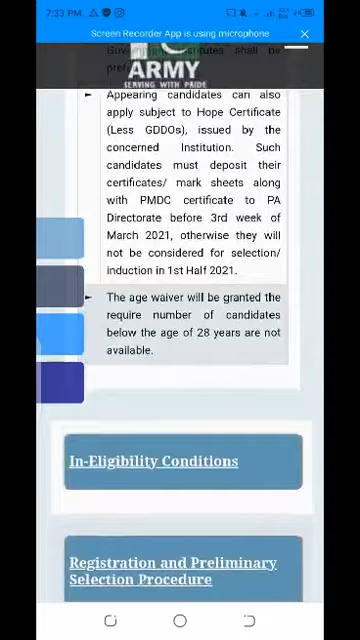 7:33 PM
Screen Recorder App is using microphone
Government Institutes shall be
ARMY
SERVING WITH PRIDE
► Appearing candidates can also
apply subject to Hope Certificate
(Less GDDOs), issued by the
concerned Institution. Such
candidates must deposit their
certificates/ mark sheets along
with PMDC certificate to PA
Directorate before 3rd week of
March 2021, otherwise they will
not be considered for selection/
induction in 1st Half 2021.
► The age waiver will be granted the
require number of candidates
below the age of 28 years are not
available.
In-Eligibility Conditions
Registration and Preliminary
Selection Procedure